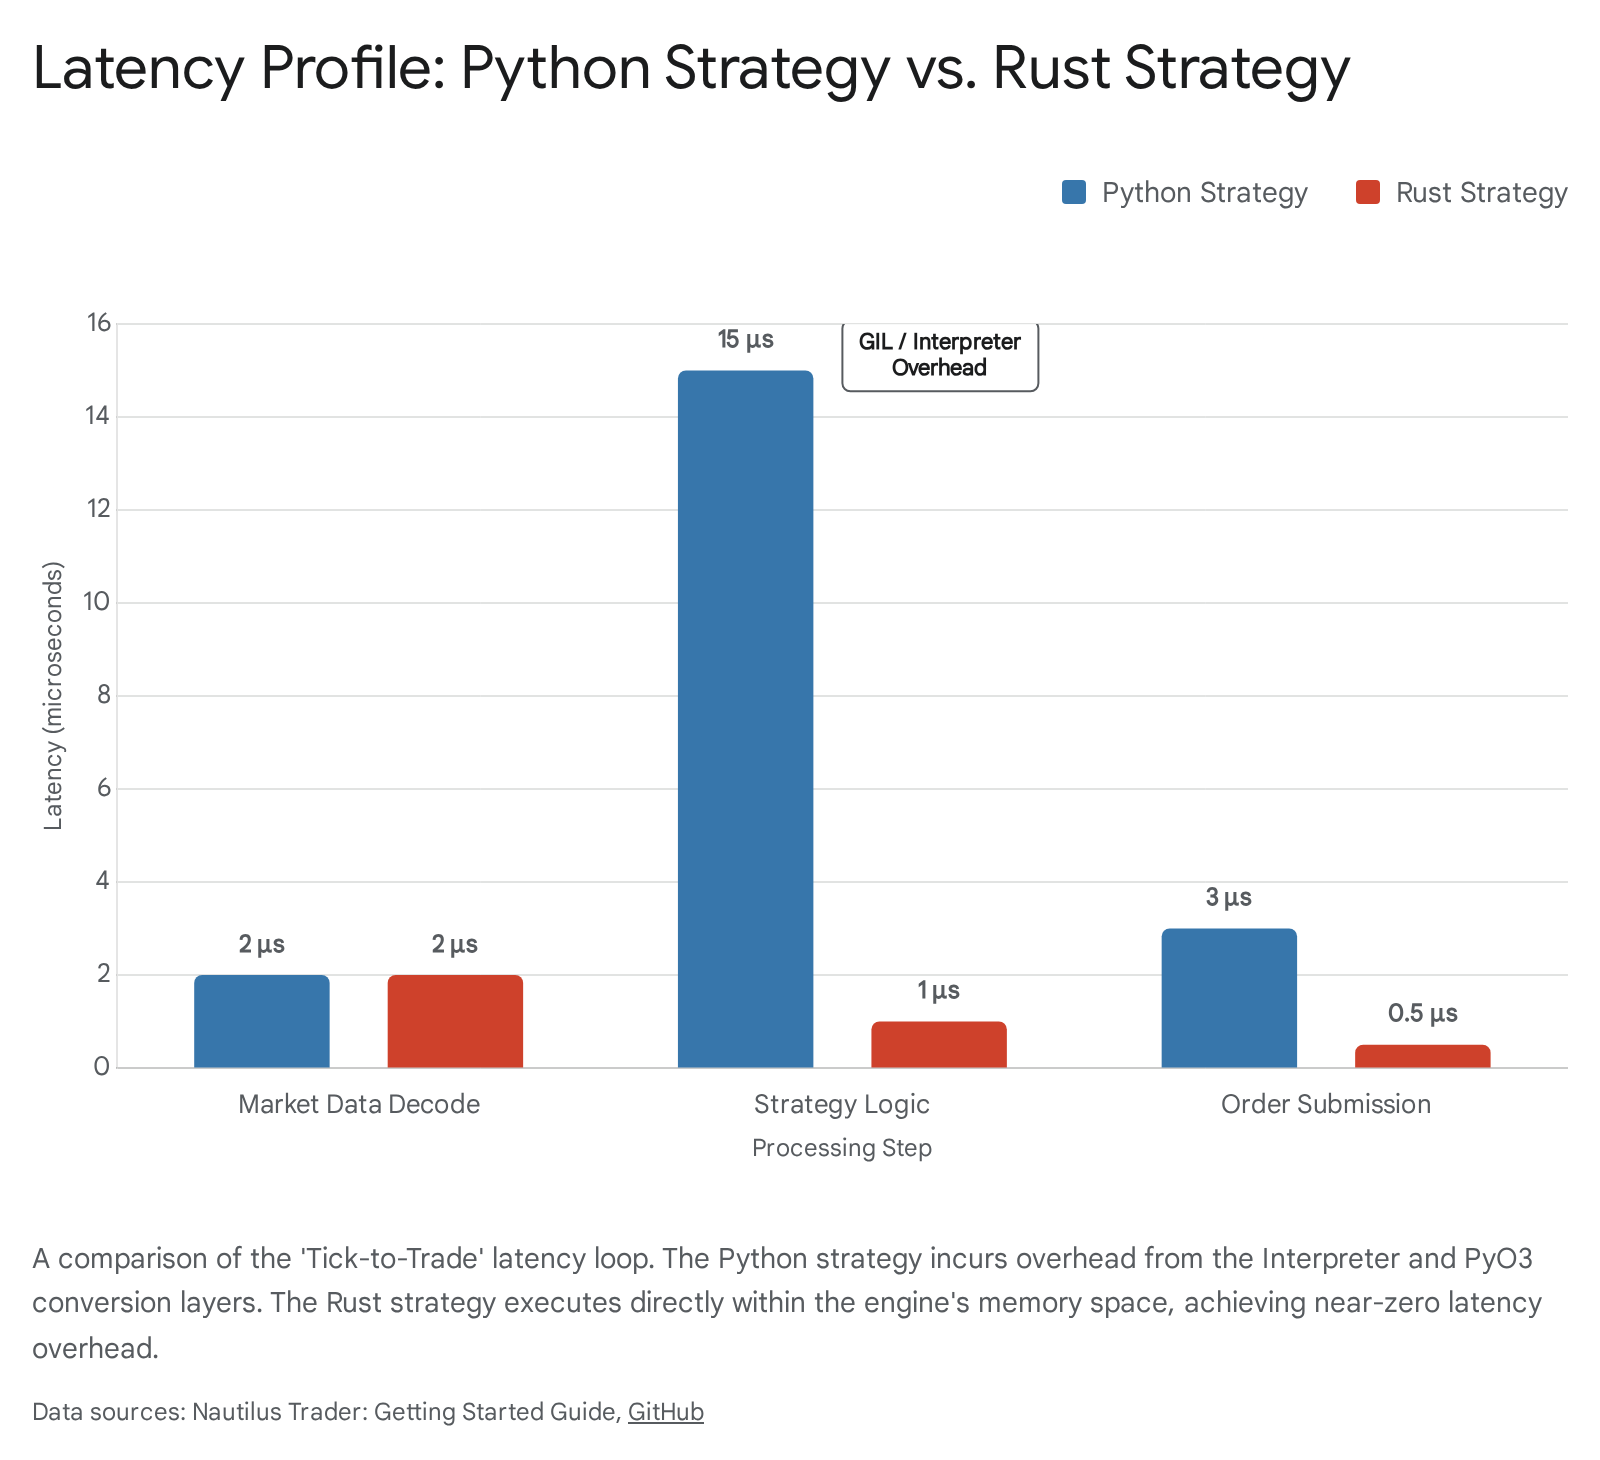 Latency Profile: Python Strategy vs. Rust Strategy
Python Strategy
Rust Strategy
16
14
12
10
8
6
4
2
0
Latency (microseconds)
15 μs
GIL / Interpreter
Overhead
2 μs
2 μs
1 μs
3 μs
0.5 μs
Market Data Decode
Strategy Logic
Order Submission
Processing Step
A comparison of the 'Tick-to-Trade' latency loop. The Python strategy incurs overhead from the Interpreter and PyO3
conversion layers. The Rust strategy executes directly within the engine's memory space, achieving near-zero latency
overhead.
Data sources: Nautilus Trader: Getting Started Guide, GitHub